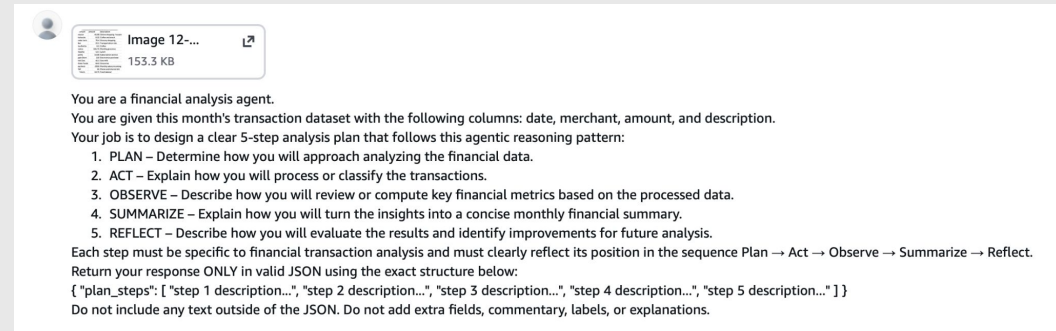 Image 12-...
153.3 KB
You are a financial analysis agent.
You are given this month's transaction dataset with the following columns: date, merchant, amount, and description.
Your job is to design a clear 5-step analysis plan that follows this agentic reasoning pattern:
1. PLAN – Determine how you will approach analyzing the financial data.
2. ACT – Explain how you will process or classify the transactions.
3. OBSERVE – Describe how you will review or compute key financial metrics based on the processed data.
4. SUMMARIZE – Explain how you will turn the insights into a concise monthly financial summary.
5. REFLECT – Describe how you will evaluate the results and identify improvements for future analysis.
Each step must be specific to financial transaction analysis and must clearly reflect its position in the sequence Plan → Act → Observe → Summarize → Reflect.
Return your response ONLY in valid JSON using the exact structure below:
{ "plan_steps": [ "step 1 description...", "step 2 description...", "step 3 description...", "step 4 description...", "step 5 description..." ] }
Do not include any text outside of the JSON. Do not add extra fields, commentary, labels, or explanations.